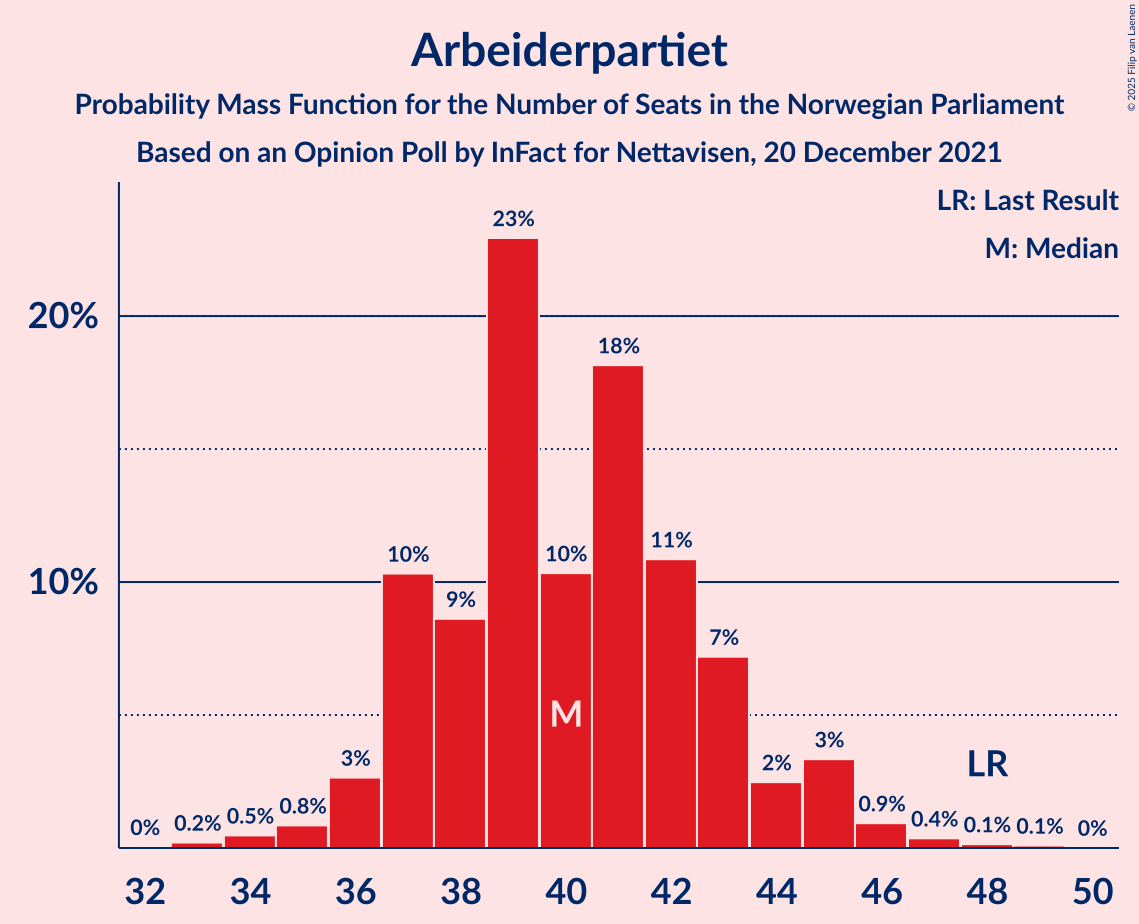 Arbeiderpartiet
Probability Mass Function for the Number of Seats in the Norwegian Parliament
Based on an Opinion Poll by InFact for Nettavisen, 20 December 2021
© 2025 Filip van Laenen
LR: Last Result
M: Median
20%
10%
0%
0.2%
0.5%
0.8%
3%
10%
9%
23%
10%
18%
11%
7%
2%
3%
0.9%
0.4%
0.1%
0.1%
0%
M
LR
32 34 36 38 40 42 44 46 48 50